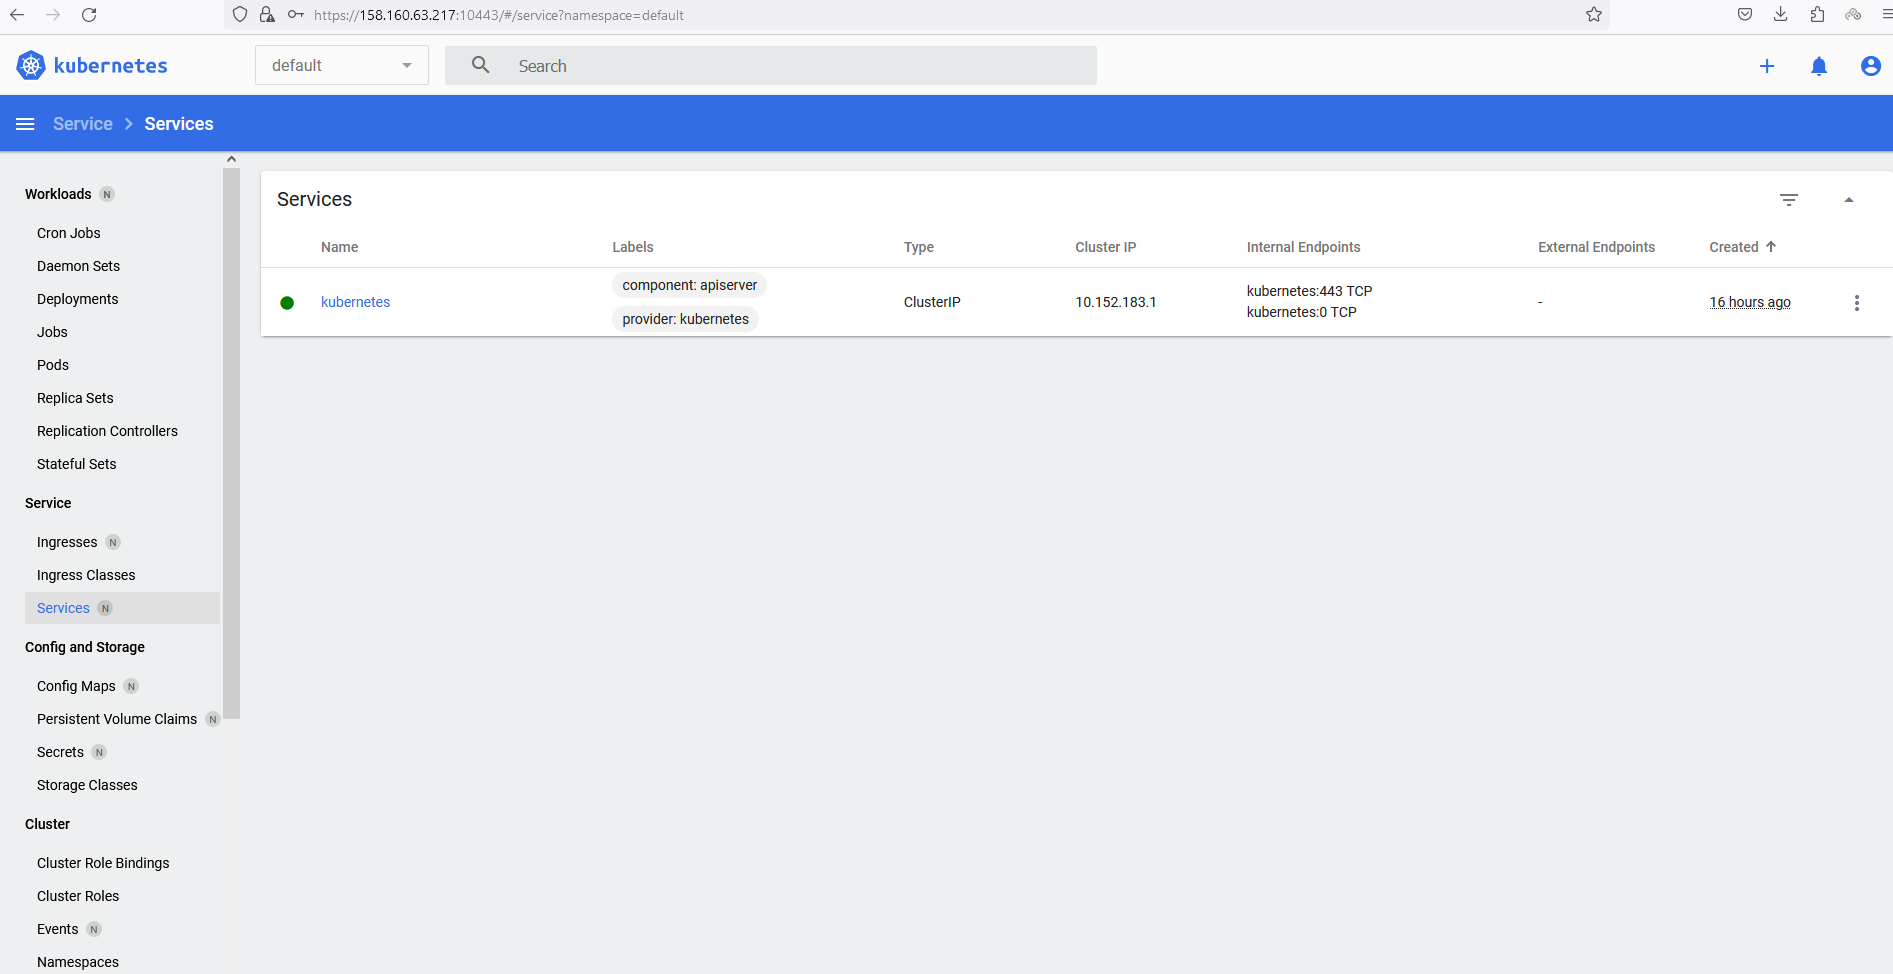 https://158.160.63.217:10443/#/service?namespace=default
kubernetes
default
Search
Service
Services
Workloads N
Cron Jobs
Daemon Sets
Deployments
Jobs
Pods
Replica Sets
Replication Controllers
Stateful Sets
Service
Ingresses N
Ingress Classes
Services N
Config and Storage
Config Maps N
Persistent Volume Claims N
Secrets N
Storage Classes
Cluster
Cluster Role Bindings
Cluster Roles
Events N
Namespaces
Services
Name Labels Type Cluster IP Internal Endpoints External Endpoints Created
kubernetes
component: apiserver
provider: kubernetes
ClusterIP
10.152.183.1
kubernetes:443 TCP
kubernetes:0 TCP
-
16 hours ago